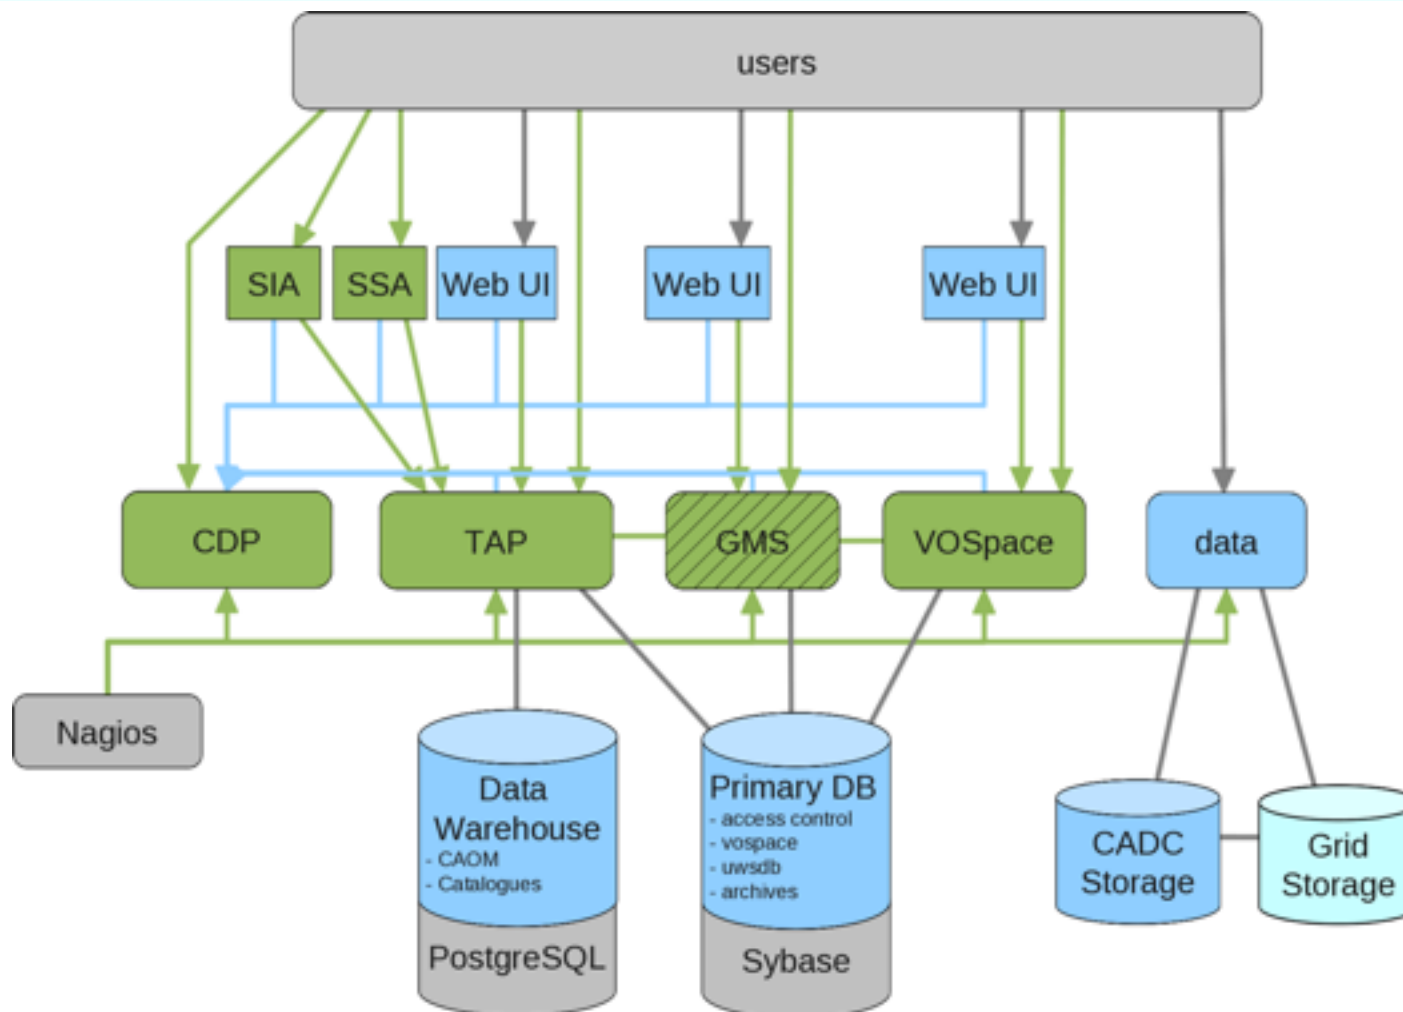 users
SIA
SSA
Web UI
Web UI
Web UI
CDP
TAP
GMS
VOSpace
data
Nagios
Data
Warehouse
- CAOM
- Catalogues
PostgreSQL
Primary DB
- access control
- vospace
- uwsdb
- archives
Sybase
CADC
Storage
Grid
Storage